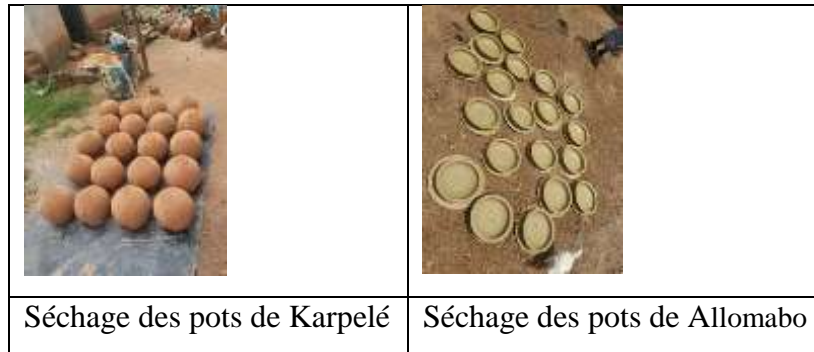 Séchage des pots de Karpelé
Séchage des pots de Allomabo